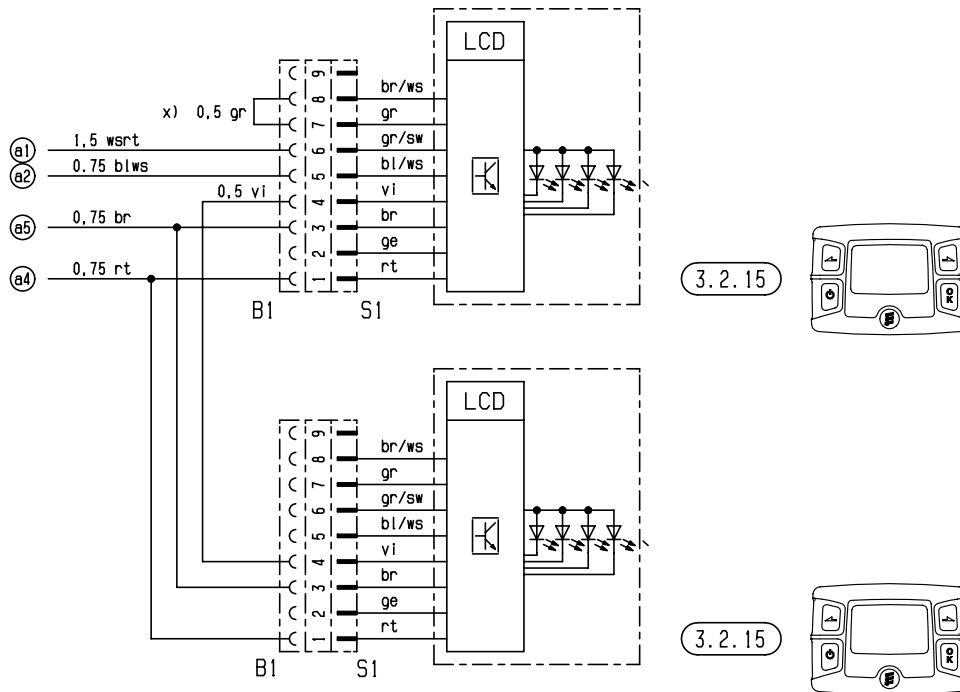 LCD
9
br/ws
8
x) 0,5 gr
gr
7
a1 1,5 wsrt
gr/sw
6
a2 0.75 blws
bl/ws
5
0,5 vi
vi
4
a5 0,75 br
br
3
ge
2
a4 0,75 rt
rt
1
3.2.15
OK
B1 S1
LCD
9
br/ws
8
gr
7
gr/sw
6
bl/ws
5
vi
4
br
3
ge
2
rt
1
3.2.15
OK
B1 S1